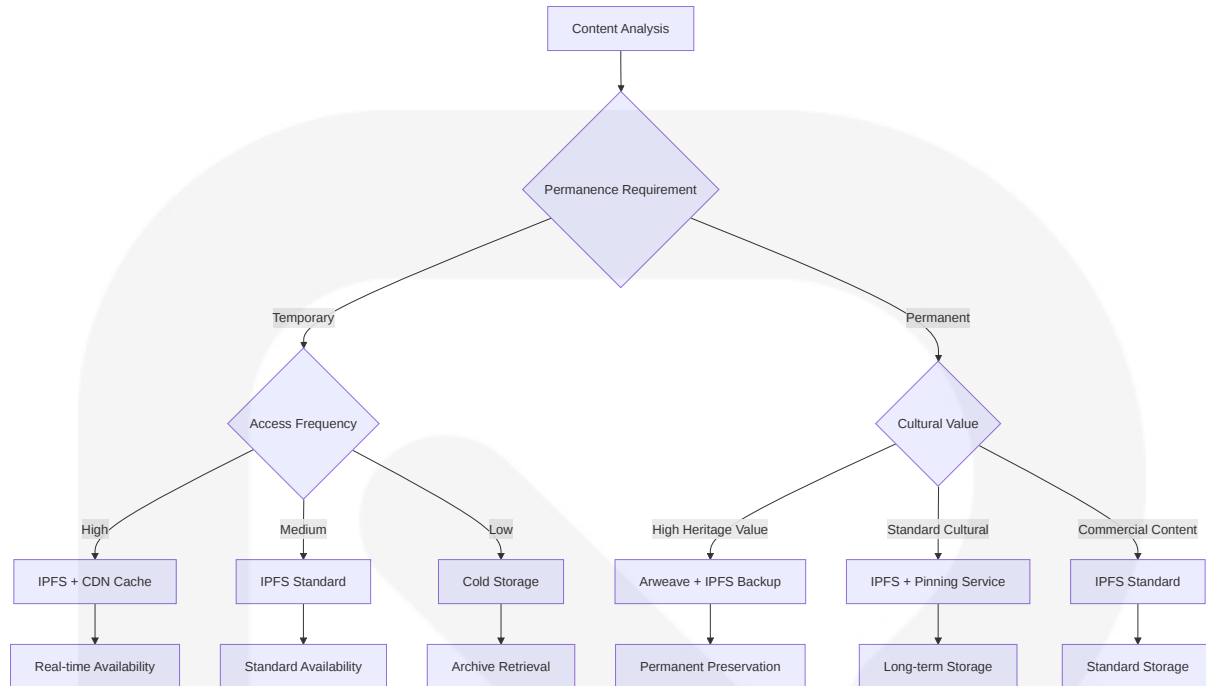 Content Analysis
Permanence Requirement
Temporary
Permanent
Access Frequency
Cultural Value
High
Medium
Low
High Heritage Value
Standard Cultural
Commercial Content
IPFS + CDN Cache
IPFS Standard
Cold Storage
Arweave + IPFS Backup
IPFS + Pinning Service
IPFS Standard
Real-time Availability
Standard Availability
Archive Retrieval
Permanent Preservation
Long-term Storage
Standard Storage